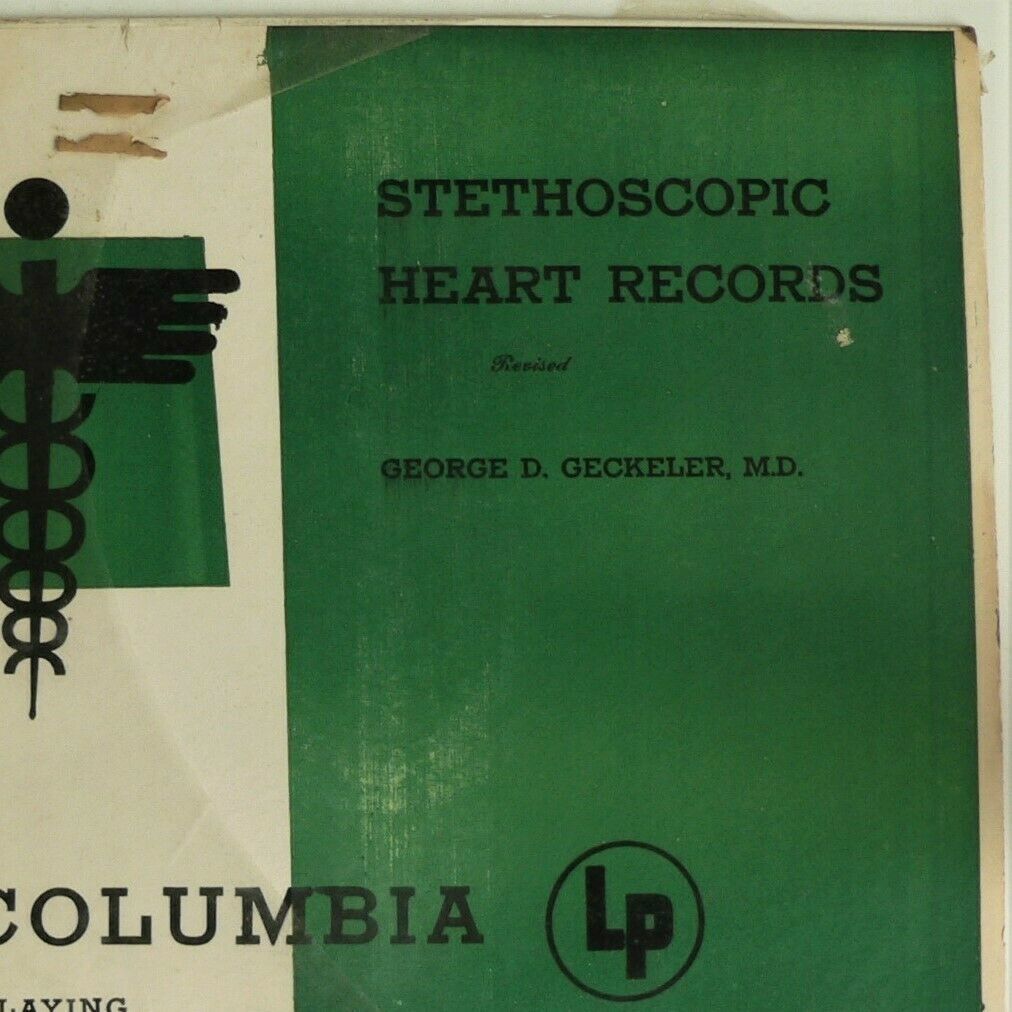 STETHOSCOPIC
HEART RECORDS
Revised
GEORGE D. GECKELER, M.D.
COLUMBIA
LP